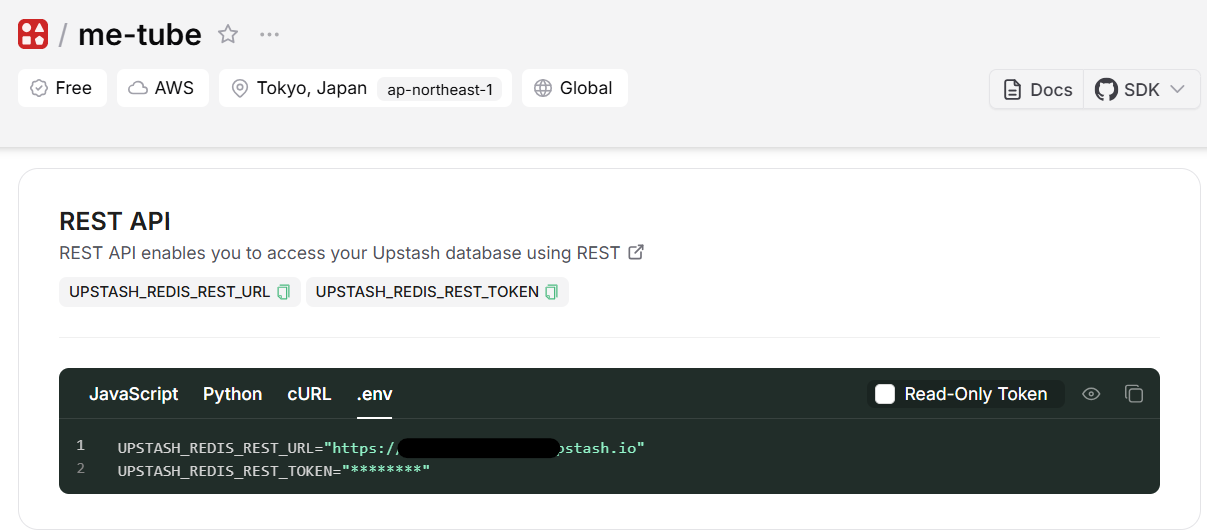 / me-tube
Free AWS Tokyo, Japan ap-northeast-1 Global Docs SDK
REST API
REST API enables you to access your Upstash database using REST
UPSTASH_REDIS_REST_URL UPSTASH_REDIS_REST_TOKEN
JavaScript Python cURL .env Read-Only Token
1 UPSTASH_REDIS_REST_URL="https:/ pstash.io"
2 UPSTASH_REDIS_REST_TOKEN="********"